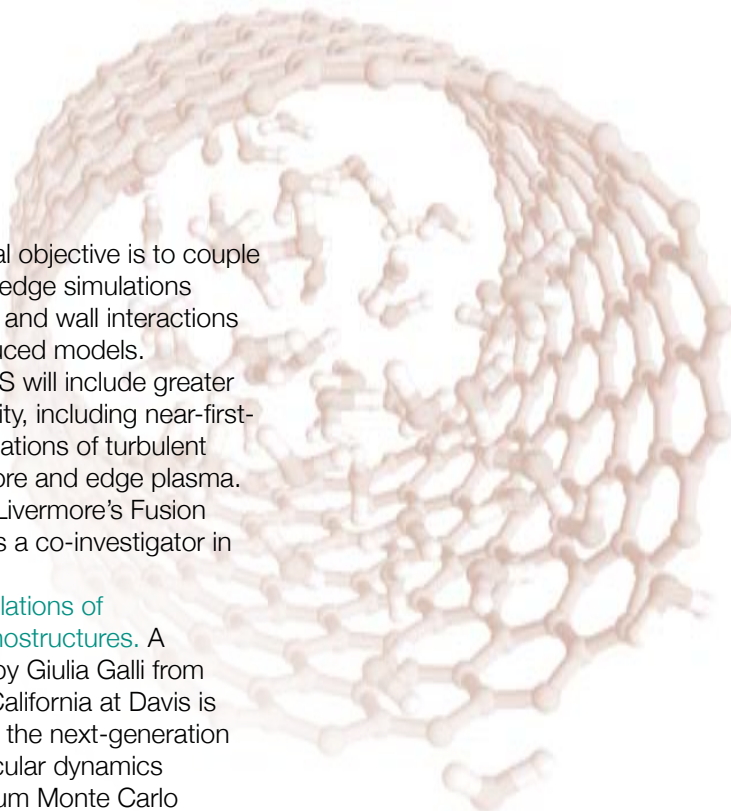 al objective is to couple
edge simulations
and wall interactions
uced models.
S will include greater
ity, including near-first-
ations of turbulent
ore and edge plasma.
Livermore's Fusion
s a co-investigator in
lations of
nostructures. A
by Giulia Galli from
California at Davis is
the next-generation
cular dynamics
um Monte Carlo